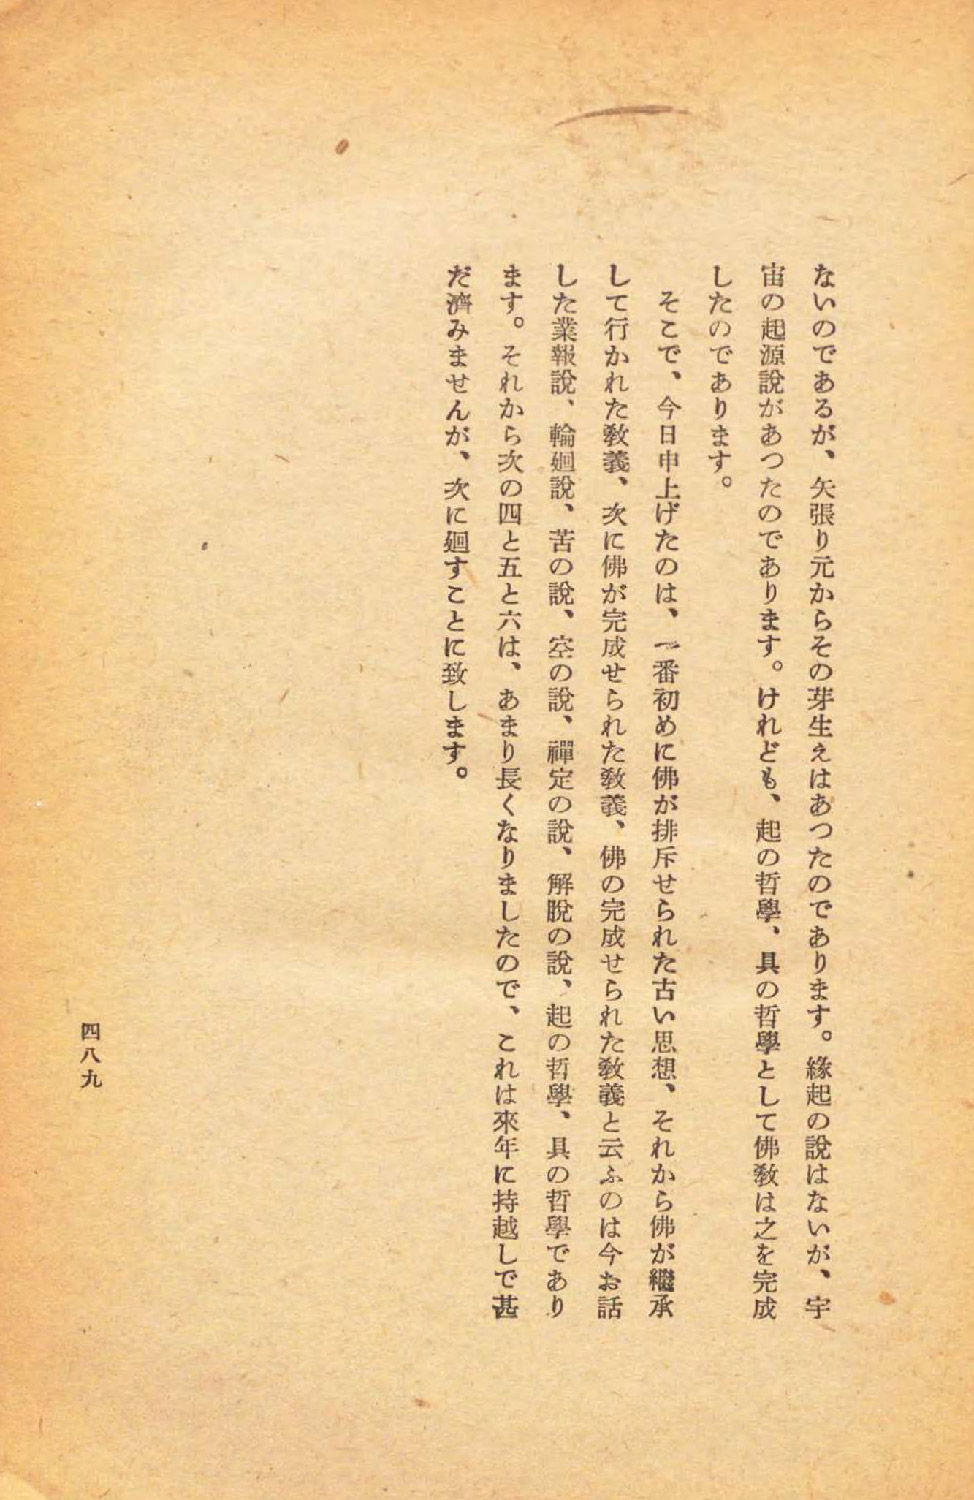 ないのであるが、矢張り元からその芽生えはあつたのであります。緣起の說はないが、宇
宙の起源說があつたのであります。けれども、起の哲學、具の哲學として佛敎は之を完成
したのであります。
そこで、今日申上げたのは、一番初めに佛が排斥せられた古い思想、それから佛が繼承
して行かれた敎義、次に佛が完成せられた敎義、佛の完成せられた敎義と云ふのは今お話
した業報說、輪廻說、苦の說、空の說、禪定の說、解脫の說、起の哲學、具の哲學であり
ます。それから次の四と五と六は、あまり長くなりましたので、これは來年に持越しで甚
だ濟みませんが、次に廻すことに致します。
四八九